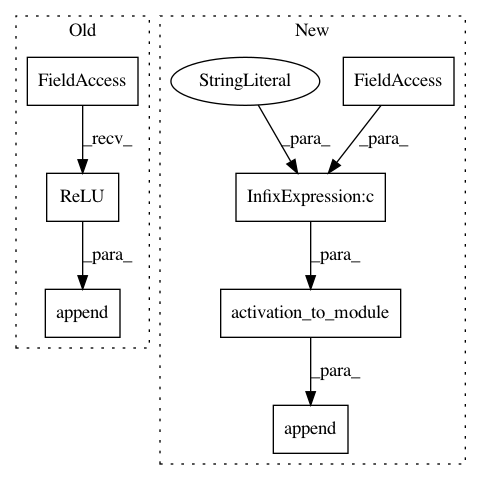 Old
New
FieldAccess
StringLiteral
FieldAccess
_recv_
_para_
_para_
ReLU
InfixExpression:c
_para_
_para_
append
activation_to_module
_para_
append